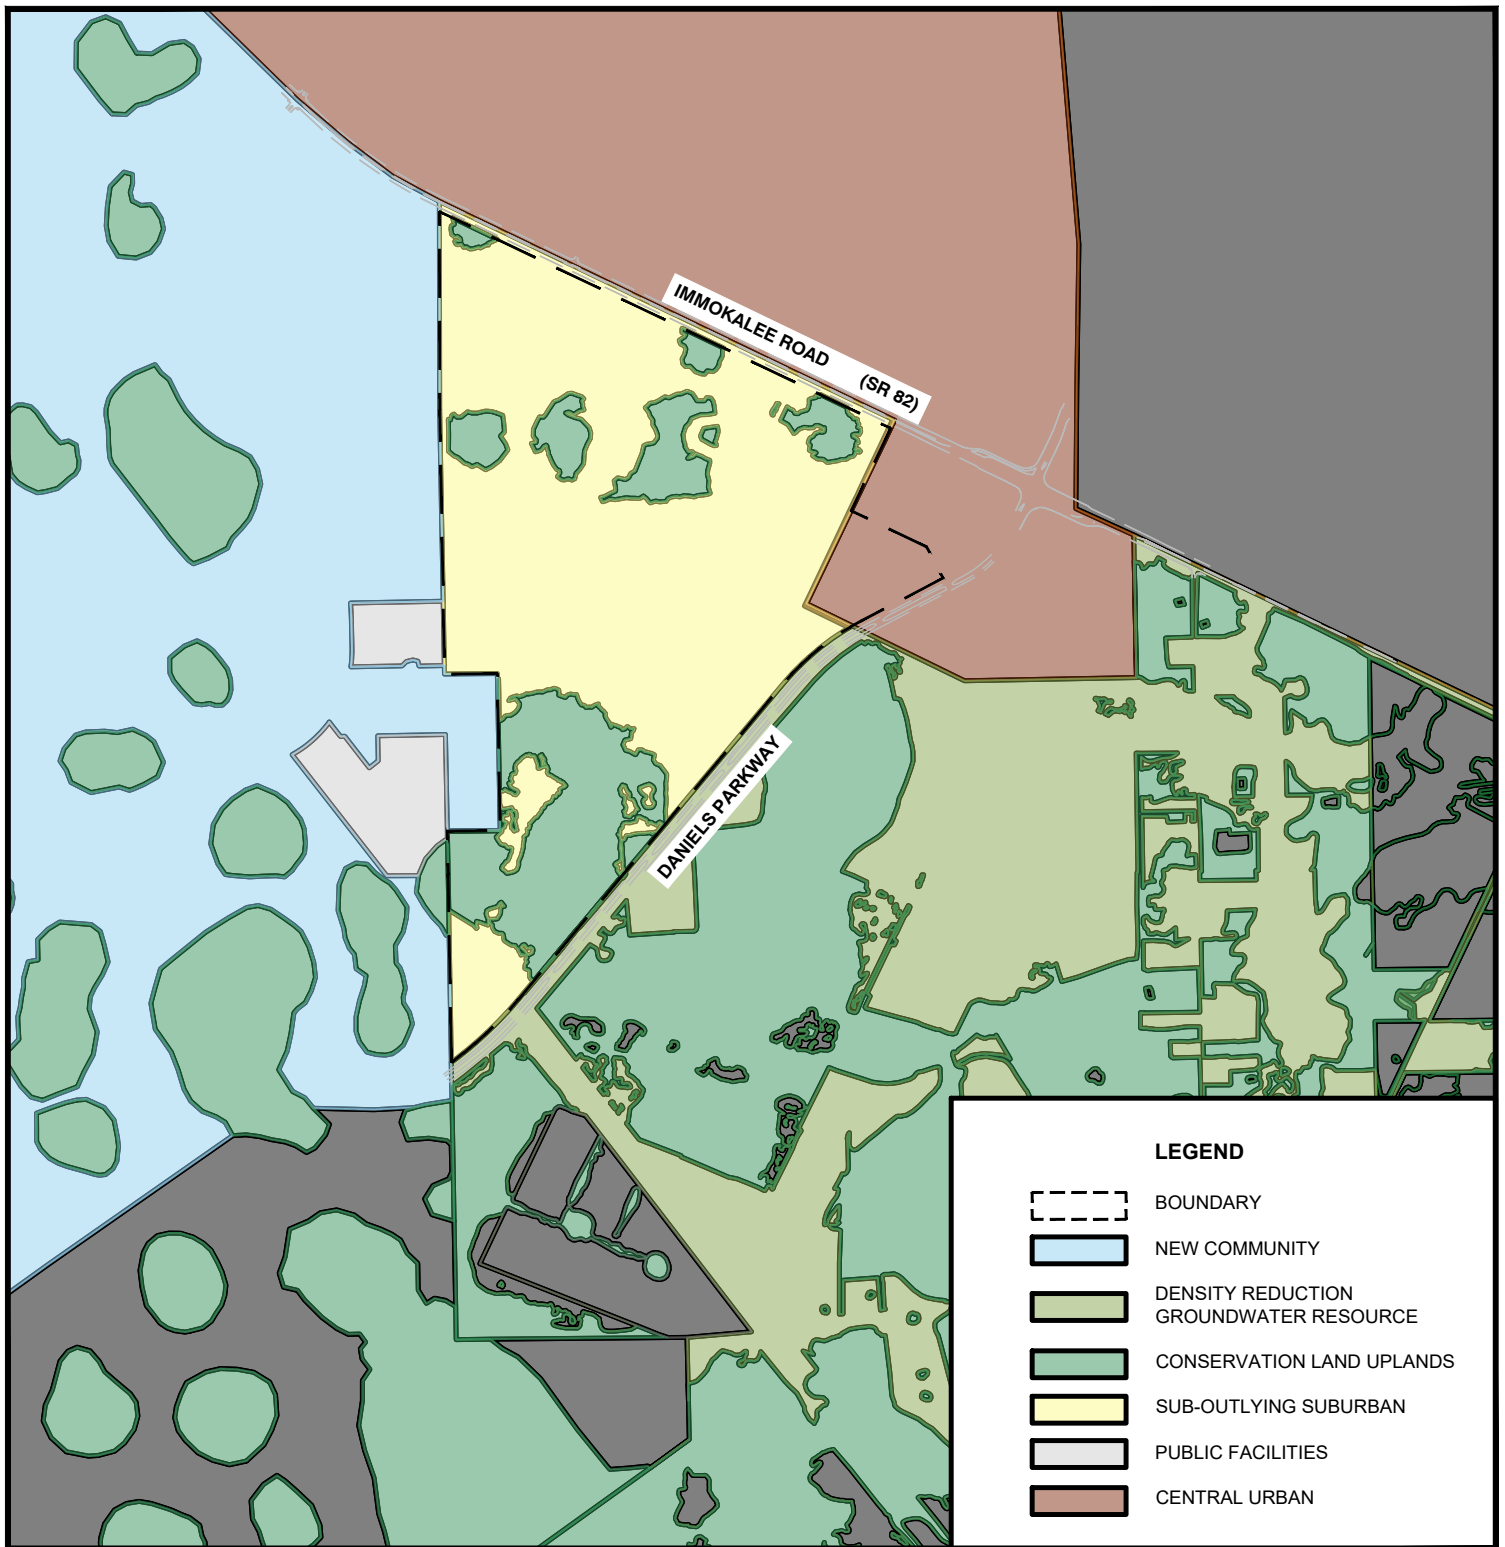 IMMOKALEE ROAD
(SR 82)
DANIELS PARKWAY
LEGEND
BOUNDARY
NEW COMMUNITY
DENSITY REDUCTION
GROUNDWATER RESOURCE
CONSERVATION LAND UPLANDS
SUB-OUTLYING SUBURBAN
PUBLIC FACILITIES
CENTRAL URBAN